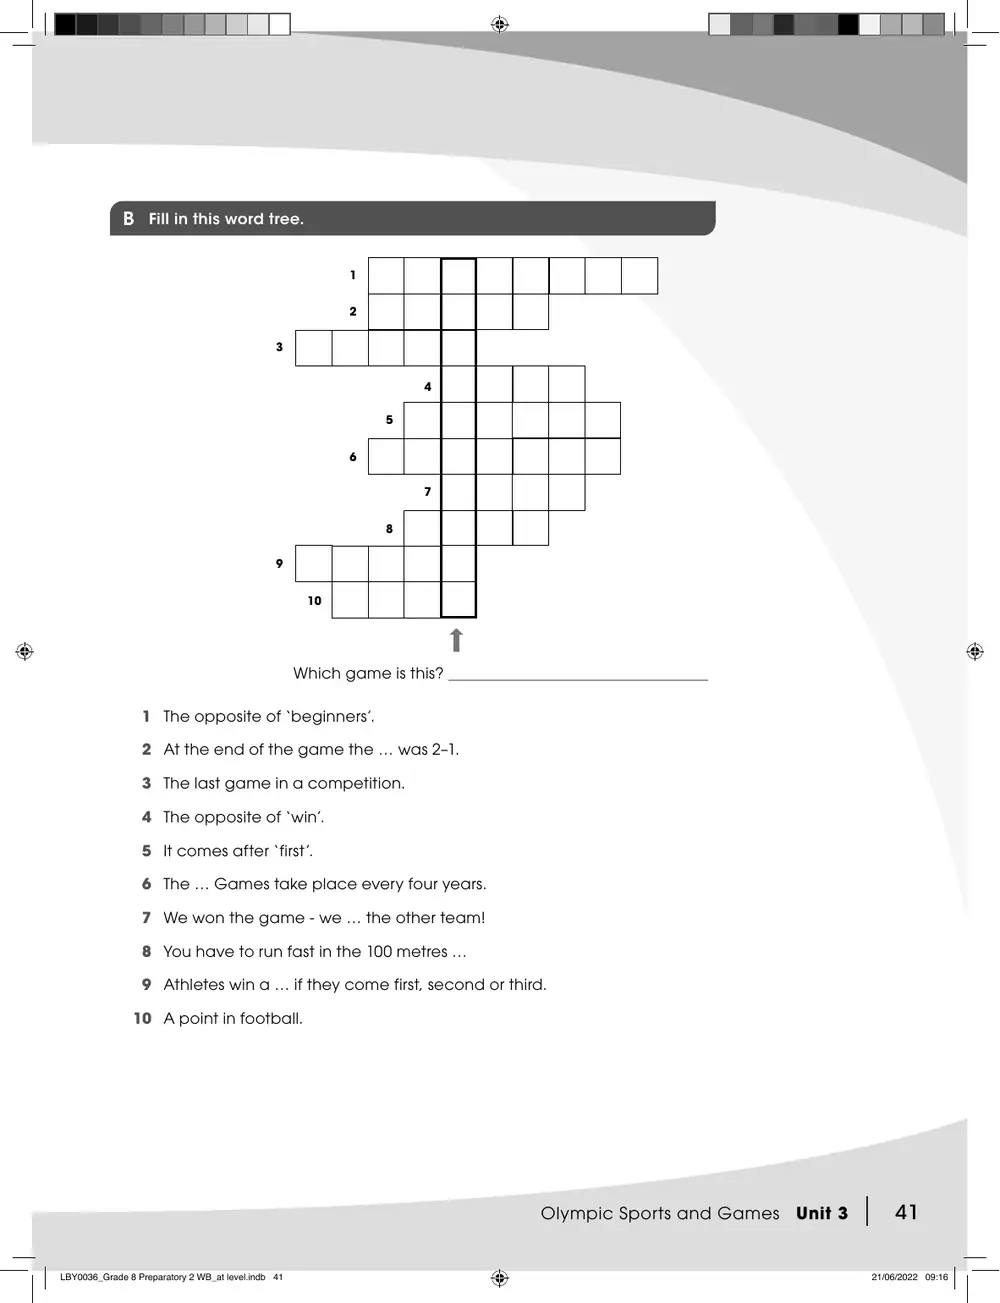 B Fill in this word tree.
1
2
3
4
5
6
7
8
9
10
Which game is this? ______________________________
1 The opposite of ‘beginners’.
2 At the end of the game the … was 2–1.
3 The last game in a competition.
4 The opposite of ‘win’.
5 It comes after ‘first’.
6 The … Games take place every four years.
7 We won the game - we … the other team!
8 You have to run fast in the 100 metres …
9 Athletes win a … if they come first, second or third.
10 A point in football.
Olympic Sports and Games Unit 3 41
LBY0036_Grade 8 Preparatory 2 WB_at level.indb 41 21/06/2022 09:16